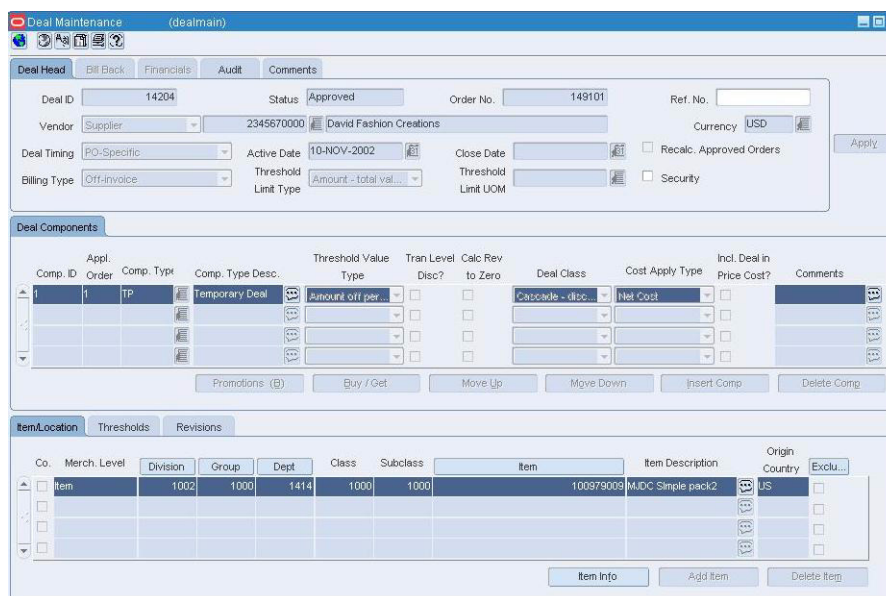 Deal Maintenance (dealmain)
Deal Head Bill Back Financials Audit Comments
Deal ID 14204 Status Approved Order No. 149101 Ref. No.
Vendor Supplier 2345670000 David Fashion Creations Currency USD
Deal Timing PO-Specific Active Date 10-NOV-2002 Close Date Recalc. Approved Orders Apply
Billing Type Off-invoice Threshold Limit Type Amount - total val... Threshold Limit UOM Security
Deal Components
Comp. ID Appl. Order Comp. Type Comp. Type Desc. Threshold Value Type Tran Level Disc? Calc Rev to Zero Deal Class Cost Apply Type Incl. Deal in Price Cost? Comments
1 1 TP Temporary Deal Amount off per... Cascade - disc... Net Cost
Promotions (B) Buy / Get Move Up Move Down Insert Comp Delete Comp
Item/Location Thresholds Revisions
Co. Merch. Level Division Group Dept Class Subclass Item Item Description Origin Country Exclu...
Item 1002 1000 1414 1000 1000 100979009 MJDC Simple pack2 US
Item Info Add Item Delete Item